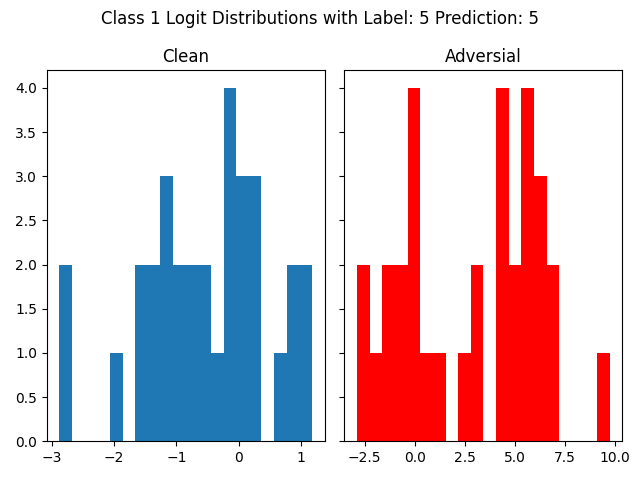 Class 1 Logit Distributions with Label: 5 Prediction: 5
Clean
Adversial
4.0
3.5
3.0
2.5
2.0
1.5
1.0
0.5
0.0
−3 −2 −1 0 1
−2.5 0.0 2.5 5.0 7.5 10.0